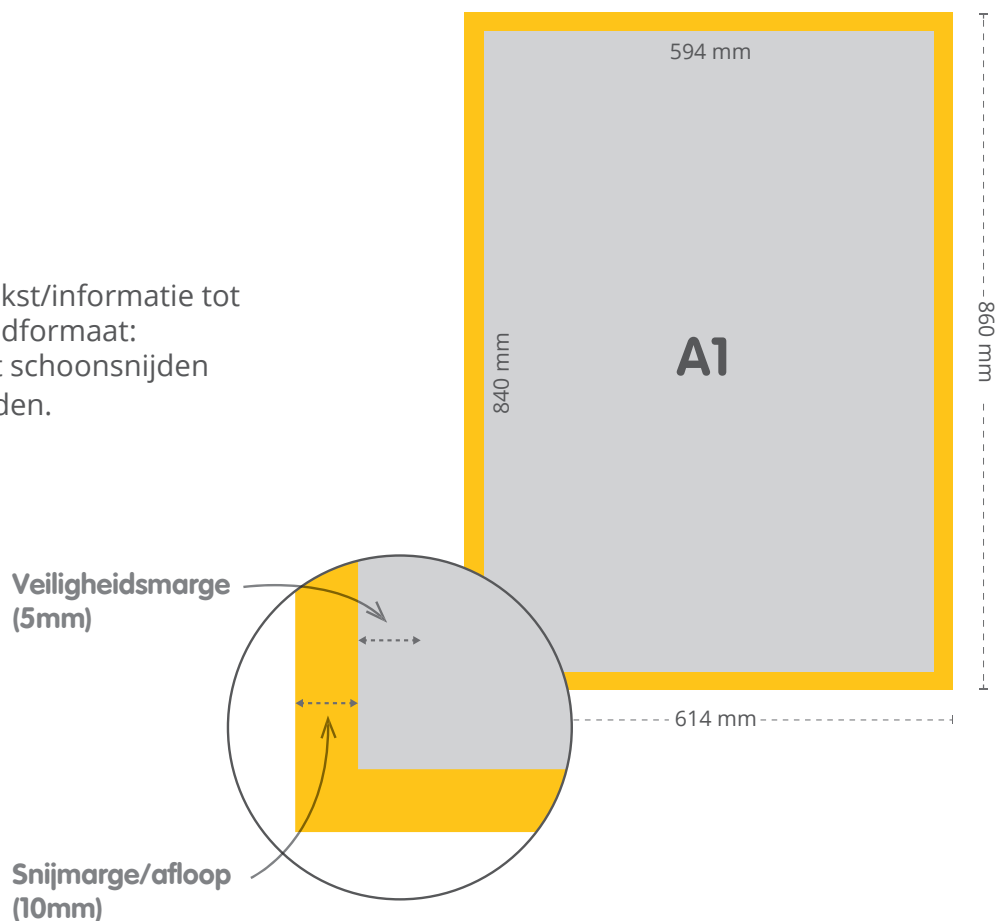 594 mm
kst/informatie tot
dformaat:
schoonsnijden
den.
840 mm
A1
860 mm
Veiligheidsmarge
(5mm)
614 mm
Snijmarge/afloop
(10mm)